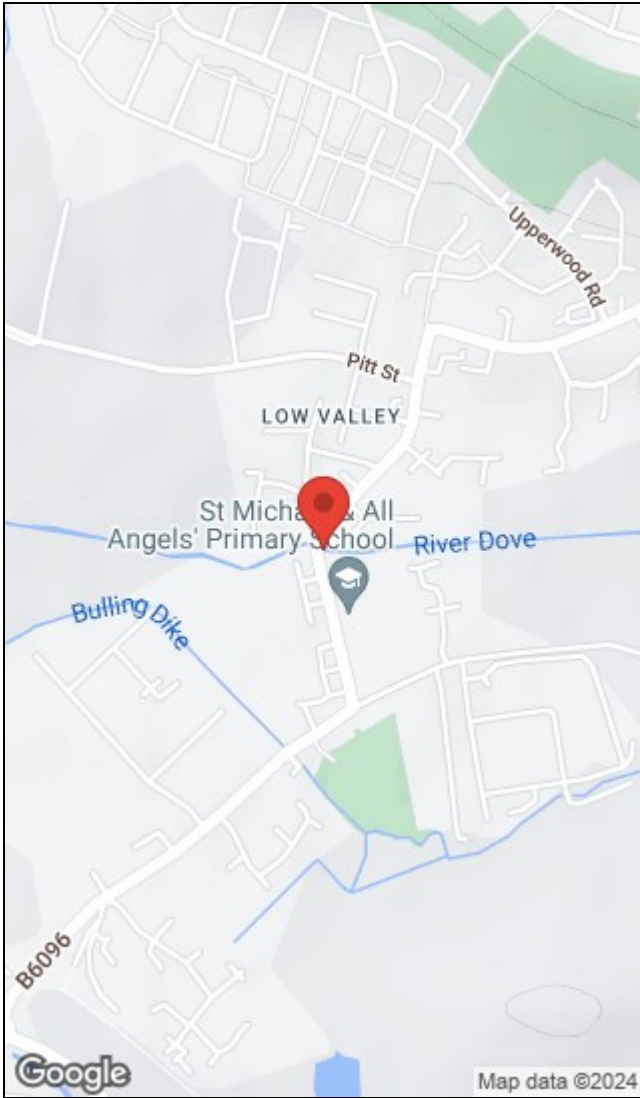 Upperwood Rd
Pitt St
LOW VALLEY
St Micha & All
Angels' Primary School
River Dove
Bulling Dike
B6096
Google
Map data ©2024